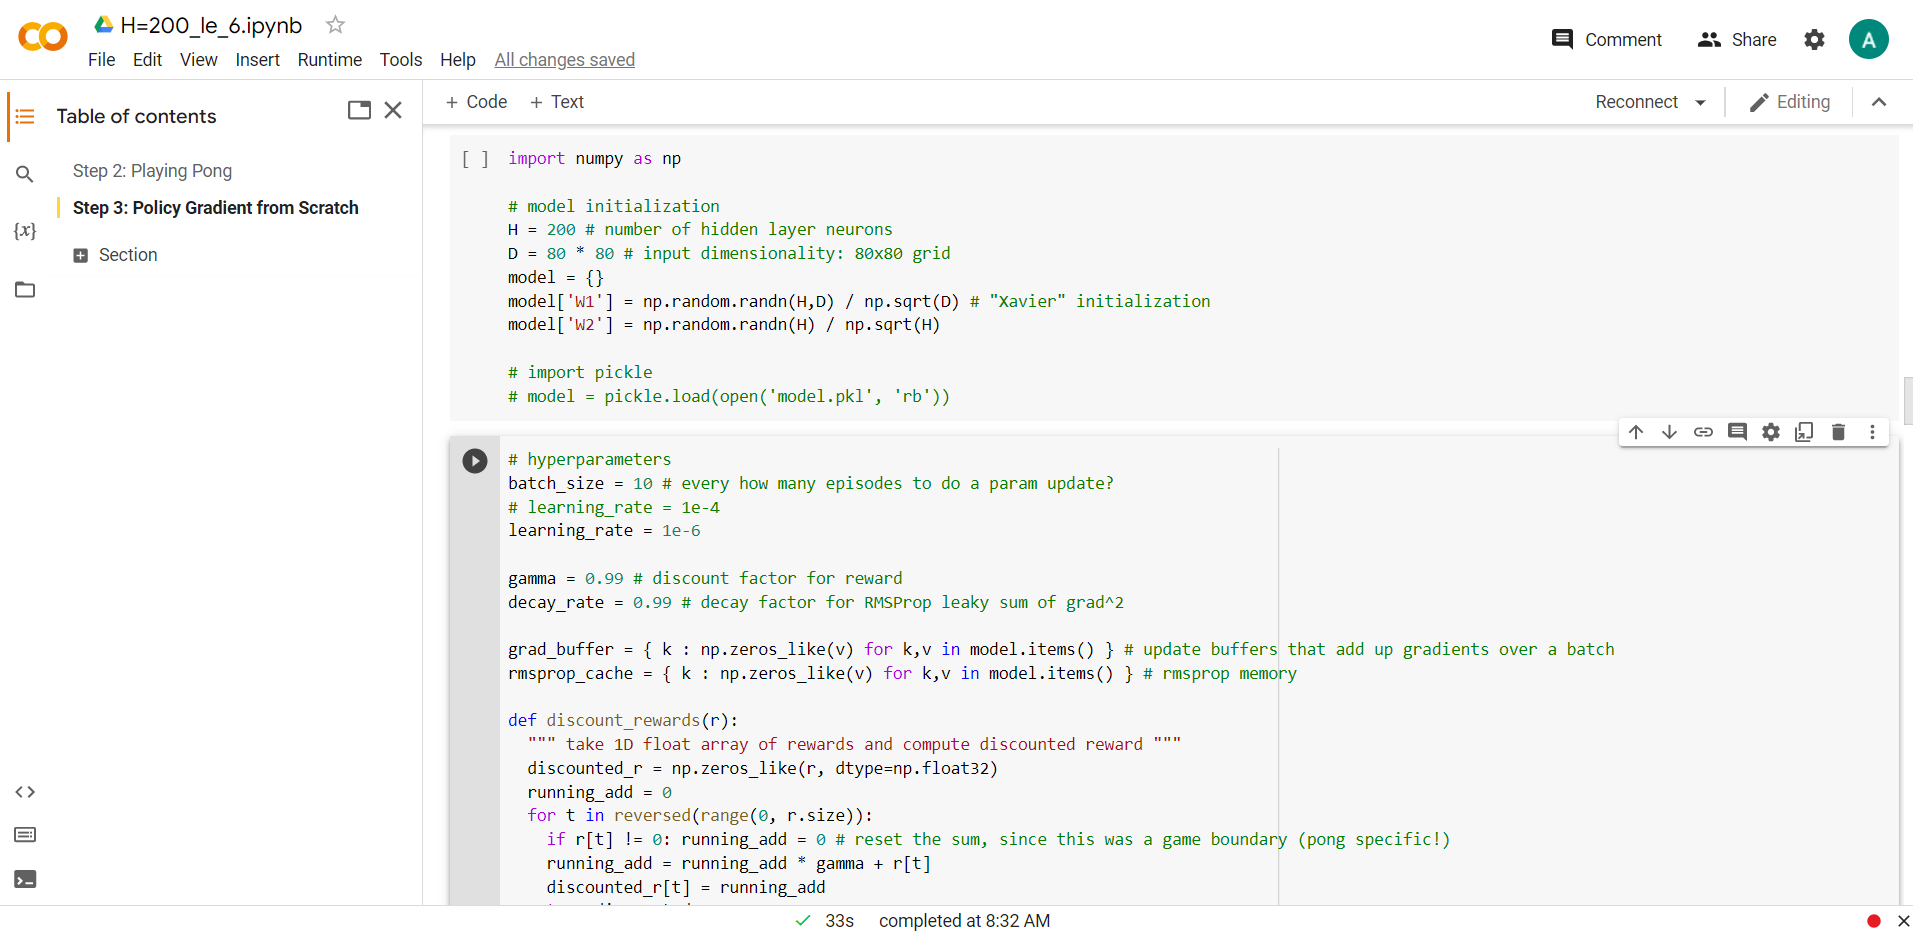 H=200_le_6.ipynb
File Edit View Insert Runtime Tools Help All changes saved
Comment Share A
Table of contents
Step 2: Playing Pong
Step 3: Policy Gradient from Scratch
Section
{x}
+ Code + Text
Reconnect Editing
[ ] import numpy as np
# model initialization
H = 200 # number of hidden layer neurons
D = 80 * 80 # input dimensionality: 80x80 grid
model = {}
model['W1'] = np.random.randn(H,D) / np.sqrt(D) # "Xavier" initialization
model['W2'] = np.random.randn(H) / np.sqrt(H)
# import pickle
# model = pickle.load(open('model.pkl', 'rb'))
# hyperparameters
batch_size = 10 # every how many episodes to do a param update?
# learning_rate = 1e-4
learning_rate = 1e-6
gamma = 0.99 # discount factor for reward
decay_rate = 0.99 # decay factor for RMSProp leaky sum of grad^2
grad_buffer = { k : np.zeros_like(v) for k,v in model.items() } # update buffers that add up gradients over a batch
rmsprop_cache = { k : np.zeros_like(v) for k,v in model.items() } # rmsprop memory
def discount_rewards(r):
""" take 1D float array of rewards and compute discounted reward """
discounted_r = np.zeros_like(r, dtype=np.float32)
running_add = 0
for t in reversed(range(0, r.size)):
if r[t] != 0: running_add = 0 # reset the sum, since this was a game boundary (pong specific!)
running_add = running_add * gamma + r[t]
discounted_r[t] = running_add
33s completed at 8:32 AM